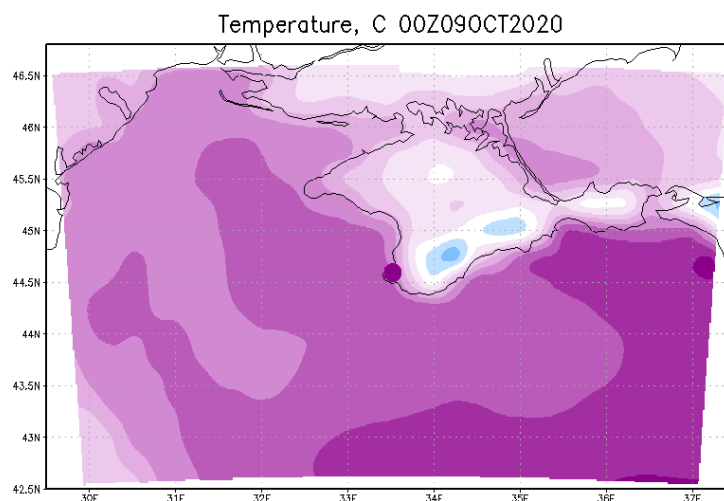 Temperature, C 00Z09OCT2020
46.5N
46N
45.5N
45N
44.5N
44N
43.5N
43N
42.5N
30E 31E 32E 33E 34E 35E 36E 37E